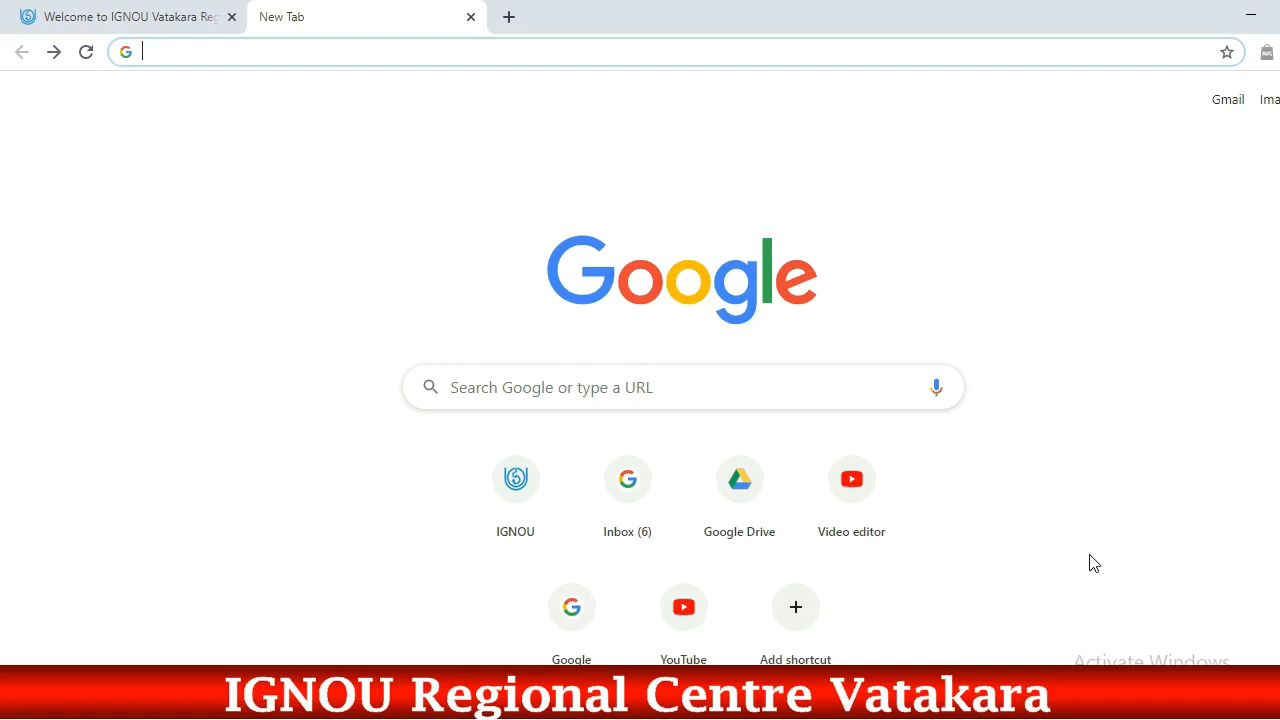 Welcome to IGNOU Vatakara Reg
New Tab
Gmail Ima
Google
Search Google or type a URL
IGNOU Inbox (6) Google Drive Video editor
Google YouTube Add shortcut
Activate Windows
IGNOU Regional Centre Vatakara